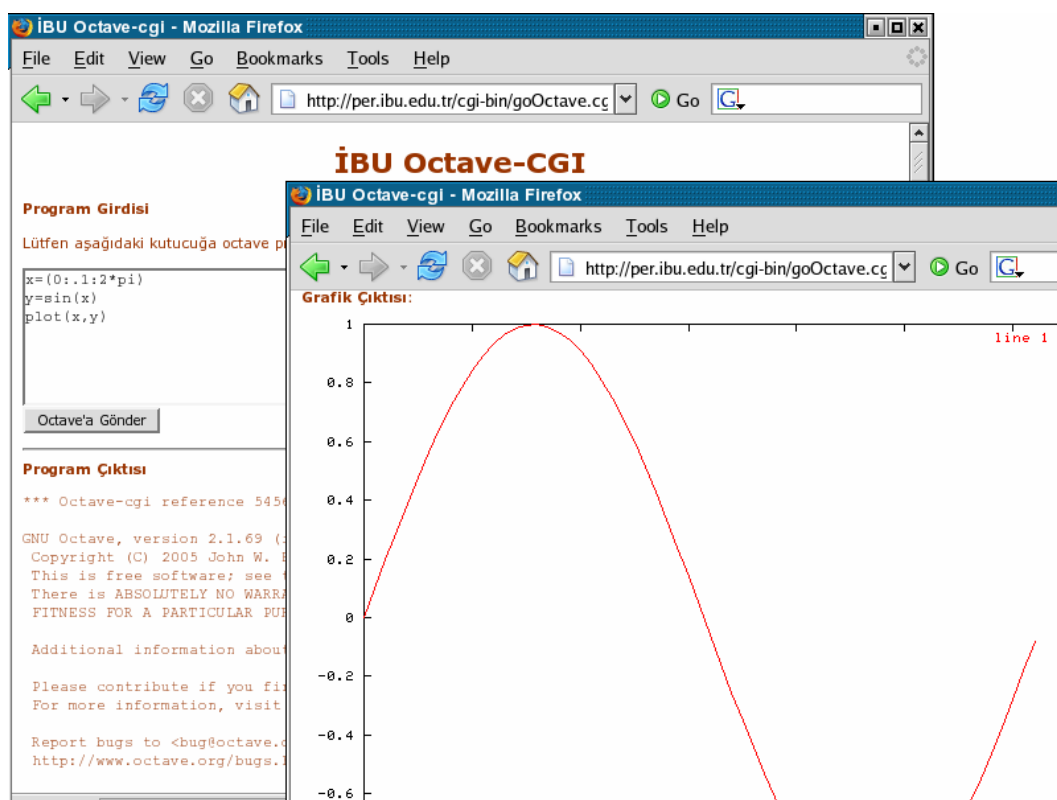 İBU Octave-cgi - Mozilla Firefox
File Edit View Go Bookmarks Tools Help
http://per.ibu.edu.tr/cgi-bin/goOctave.cg Go G
İBU Octave-CGI
Program Girdisi
Lütfen aşağıdaki kutucuğa octave
x=(0:.1:2*pi)
y=sin(x)
plot(x,y)
Octave'a Gönder
Program Çıktısı
*** Octave-cgi reference 5456
GNU Octave, version 2.1.69
Copyright (C) 2005 John W.
This is free software; see
There is ABSOLUTELY NO
FITNESS FOR A PARTICULAR
Additional information about
Please contribute if you
For more information, visit
Report bugs to
http://www.octave.org/bugs.
İBU Octave-cgi - Mozilla Firefox
File Edit View Go Bookmarks Tools Help
http://per.ibu.edu.tr/cgi-bin/goOctave.cg Go G
Grafik Çıktısı:
line 1
1
0.8
0.6
0.4
0.2
0
-0.2
-0.4
-0.6